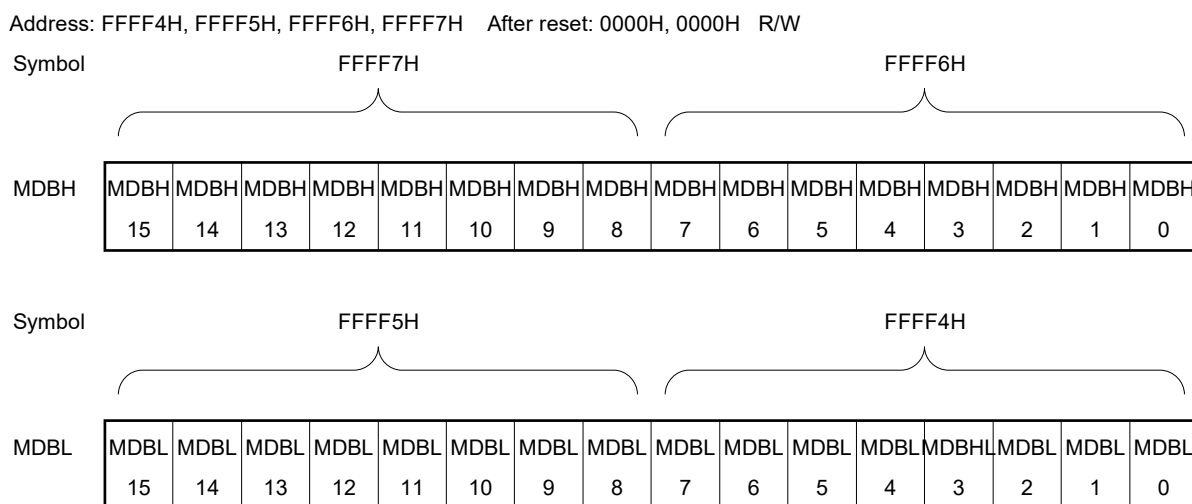 Address: FFFF4H, FFFF5H, FFFF6H, FFFF7H After reset: 0000H, 0000H R/W
Symbol FFFF7H FFFF6H
MDBH MDBH MDBH MDBH MDBH MDBH MDBH MDBH MDBH MDBH MDBH MDBH MDBH MDBH MDBH MDBH MDBH
15 14 13 12 11 10 9 8 7 6 5 4 3 2 1 0
Symbol FFFF5H FFFF4H
MDBL MDBL MDBL MDBL MDBL MDBL MDBL MDBL MDBL MDBL MDBL MDBL MDBL MDBHL MDBL MDBL MDBL
15 14 13 12 11 10 9 8 7 6 5 4 3 2 1 0